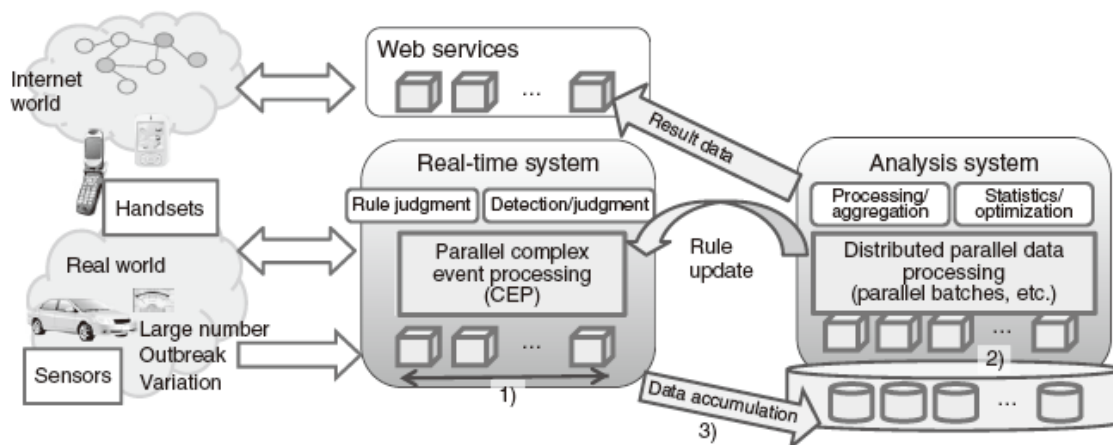 Internet
world
Handsets
Real world
Large number
Outbreak
Variation
Sensors
Web services
...
Result data
Real-time system
Rule judgment
Detection/judgment
Parallel complex
event processing
(CEP)
...
1)
Rule
update
Data accumulation
3)
Analysis system
Processing/
aggregation
Statistics/
optimization
Distributed parallel data
processing
(parallel batches, etc.)
...
2)
...